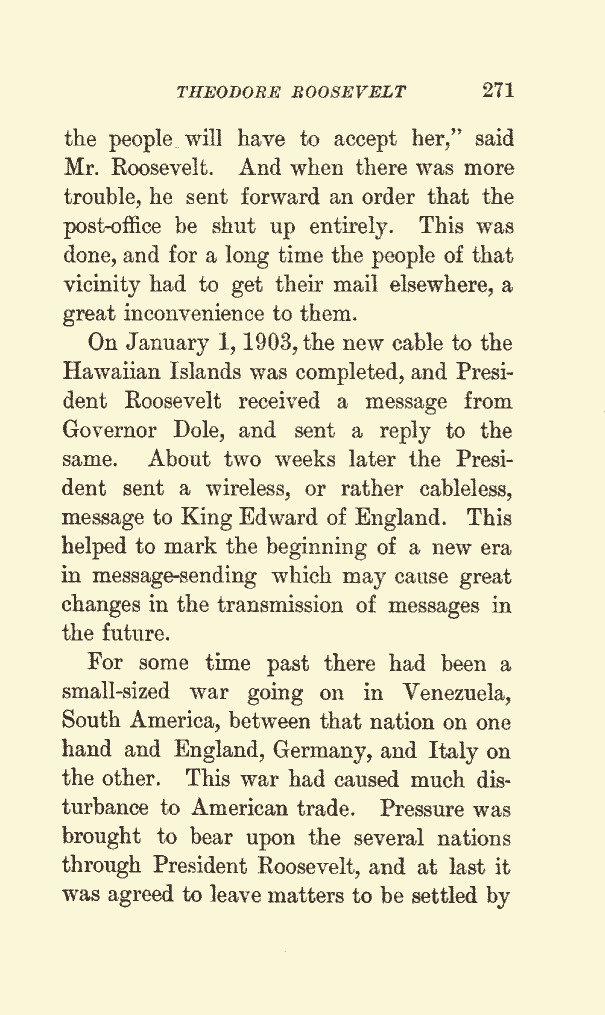 THEODORE ROOSEVELT 271
the people will have to accept her,” said
Mr. Roosevelt. And when there was more
trouble, he sent forward an order that the
post-office be shut up entirely. This was
done, and for a long time the people of that
vicinity had to get their mail elsewhere, a
great inconvenience to them.
On January 1, 1903, the new cable to the
Hawaiian Islands was completed, and Presi-
dent Roosevelt received a message from
Governor Dole, and sent a reply to the
same. About two weeks later the Presi-
dent sent a wireless, or rather cableless,
message to King Edward of England. This
helped to mark the beginning of a new era
in message-sending which may cause great
changes in the transmission of messages in
the future.
For some time past there had been a
small-sized war going on in Venezuela,
South America, between that nation on one
hand and England, Germany, and Italy on
the other. This war had caused much dis-
turbance to American trade. Pressure was
brought to bear upon the several nations
through President Roosevelt, and at last it
was agreed to leave matters to be settled by